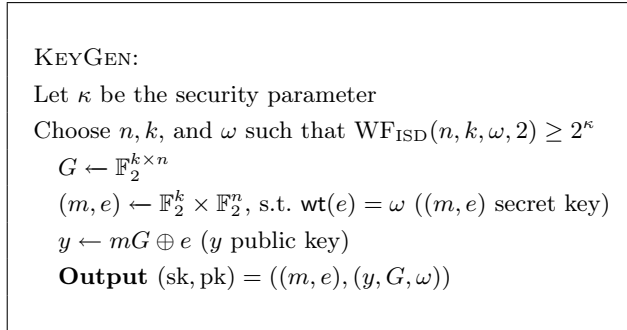 KEYGEN:
Let κ be the security parameter
Choose n, k, and ω such that WF_ISD(n, k, ω, 2) ≥ 2^κ
G ← 𝔽_2^{k×n}
(m, e) ← 𝔽_2^k × 𝔽_2^n, s.t. wt(e) = ω ((m, e) secret key)
y ← mG ⊕ e (y public key)
Output (sk, pk) = ((m, e), (y, G, ω))